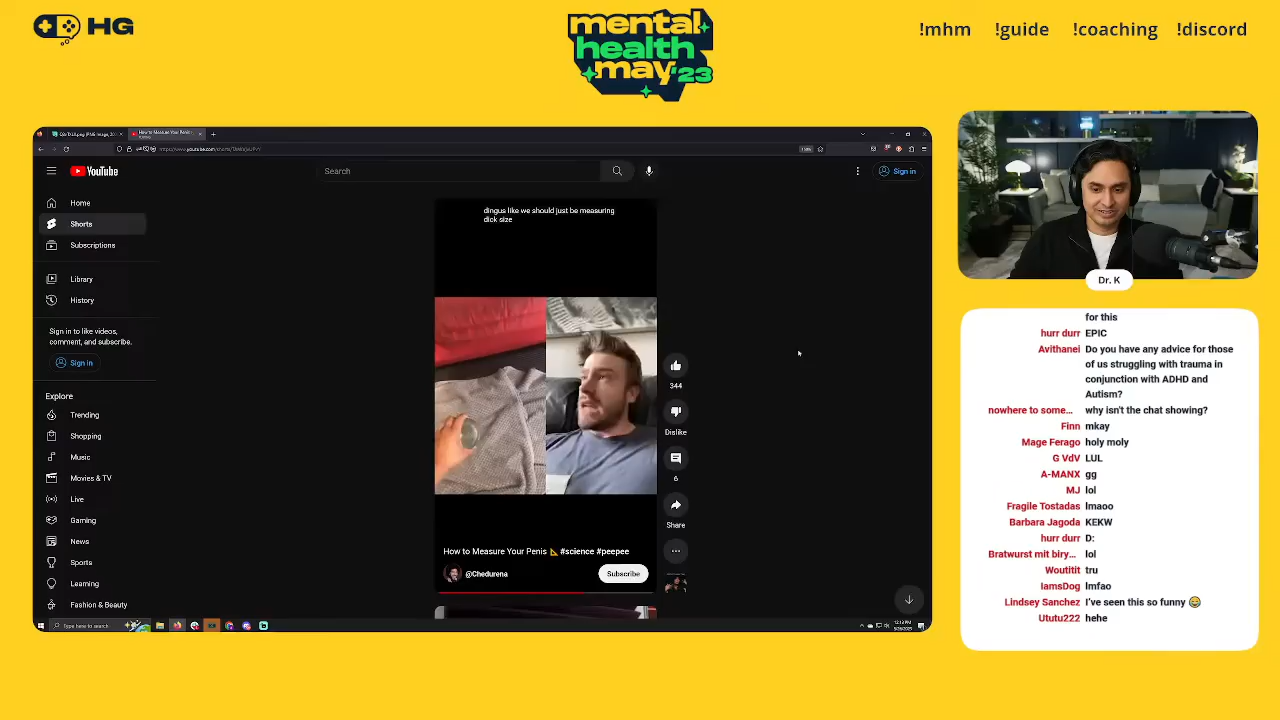 HG
mental
health
may'23
!mhm
!guide
!coaching
!discord
YouTube
Search
Sign in
Home
Shorts
Subscriptions
Library
History
Sign in to like videos,
comment, and subscribe.
Sign in
Explore
Trending
Shopping
Music
Movies & TV
Live
Gaming
News
Sports
Learning
Fashion & Beauty
dingus like we should just be measuring
dick size
344
Dislike
6
Share
How to Measure Your Penis 📐 #science #peepee
@Chedurena
Subscribe
Type here to search
Dr. K
for this
hurr durr EPIC
Avithanei Do you have any advice for those
of us struggling with trauma in
conjunction with ADHD and
Autism?
nowhere to some... why isn't the chat showing?
Finn mkay
Mage Ferago holy moly
G VdV LUL
A-MANX gg
MJ lol
Fragile Tostadas lmaoo
Barbara Jagoda KEKW
hurr durr D:
Bratwurst mit biry... lol
Woutitit tru
IamsDog lmfao
Lindsey Sanchez I've seen this so funny 😂
Ututu222 hehe